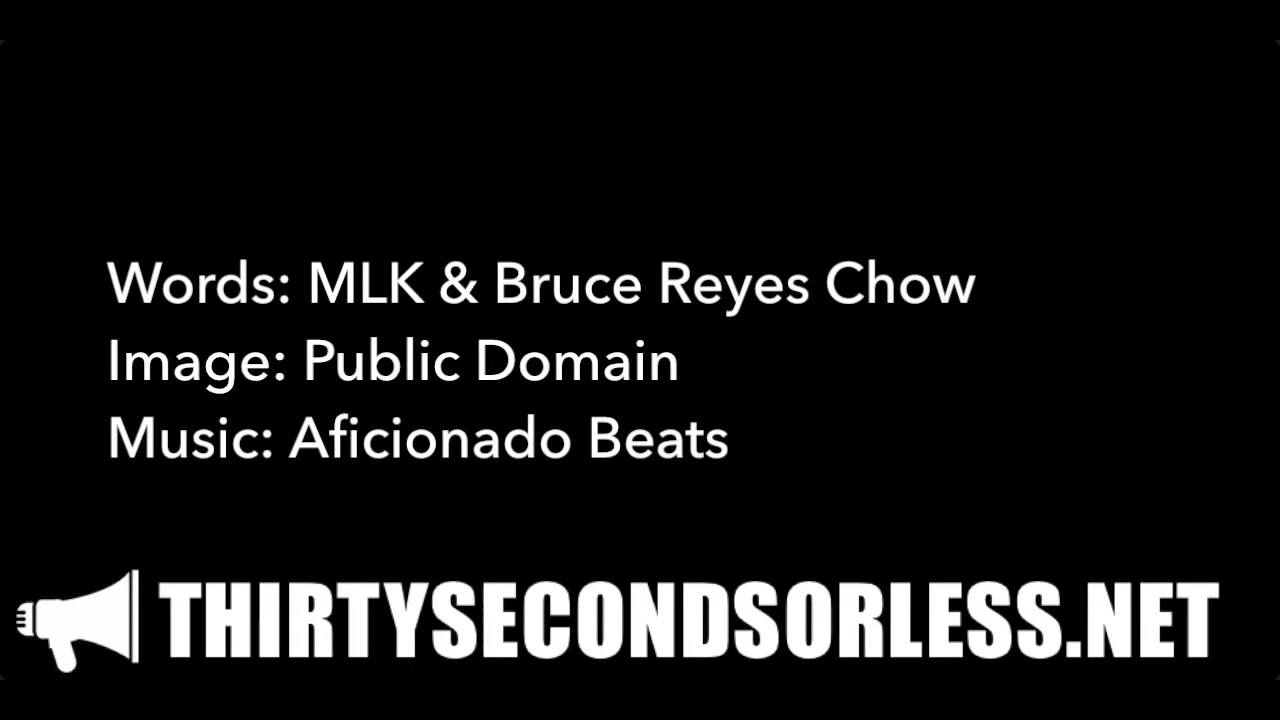 Words: MLK & Bruce Reyes Chow
Image: Public Domain
Music: Aficionado Beats
THIRTYSECONDSORLESS.NET